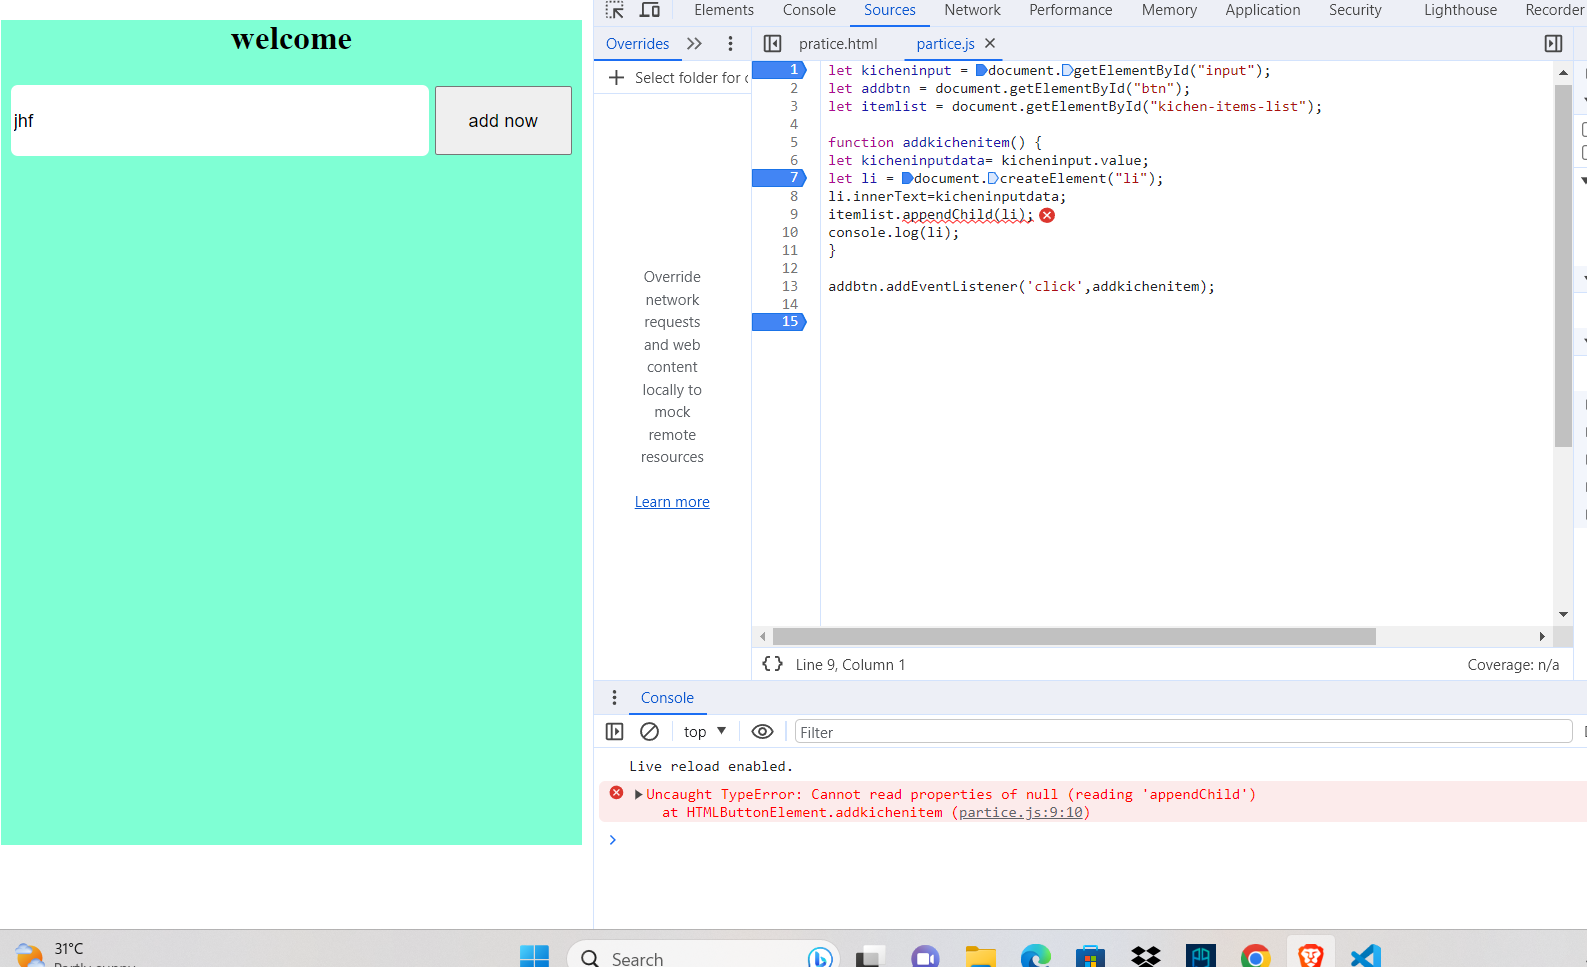 welcome
jhf
add now
Elements Console Sources Network Performance Memory Application Security Lighthouse Recorder
Overrides
pratice.html partice.js
Select folder for
Override
network
requests
and web
content
locally to
mock
remote
resources
Learn more
1 let kicheninput = document.getElementById("input");
2 let addbtn = document.getElementById("btn");
3 let itemlist = document.getElementById("kichen-items-list");
4
5 function addkichenitem() {
6 let kicheninputdata= kicheninput.value;
7 let li = document.createElement("li");
8 li.innerText=kicheninputdata;
9 itemlist.appendChild(li);
10 console.log(li);
11 }
12
13 addbtn.addEventListener('click',addkichenitem);
14
15
{} Line 9, Column 1 Coverage: n/a
Console
top Filter
Live reload enabled.
Uncaught TypeError: Cannot read properties of null (reading 'appendChild')
at HTMLButtonElement.addkichenitem (partice.js:9:10)
31°C
Partly sunny
Search